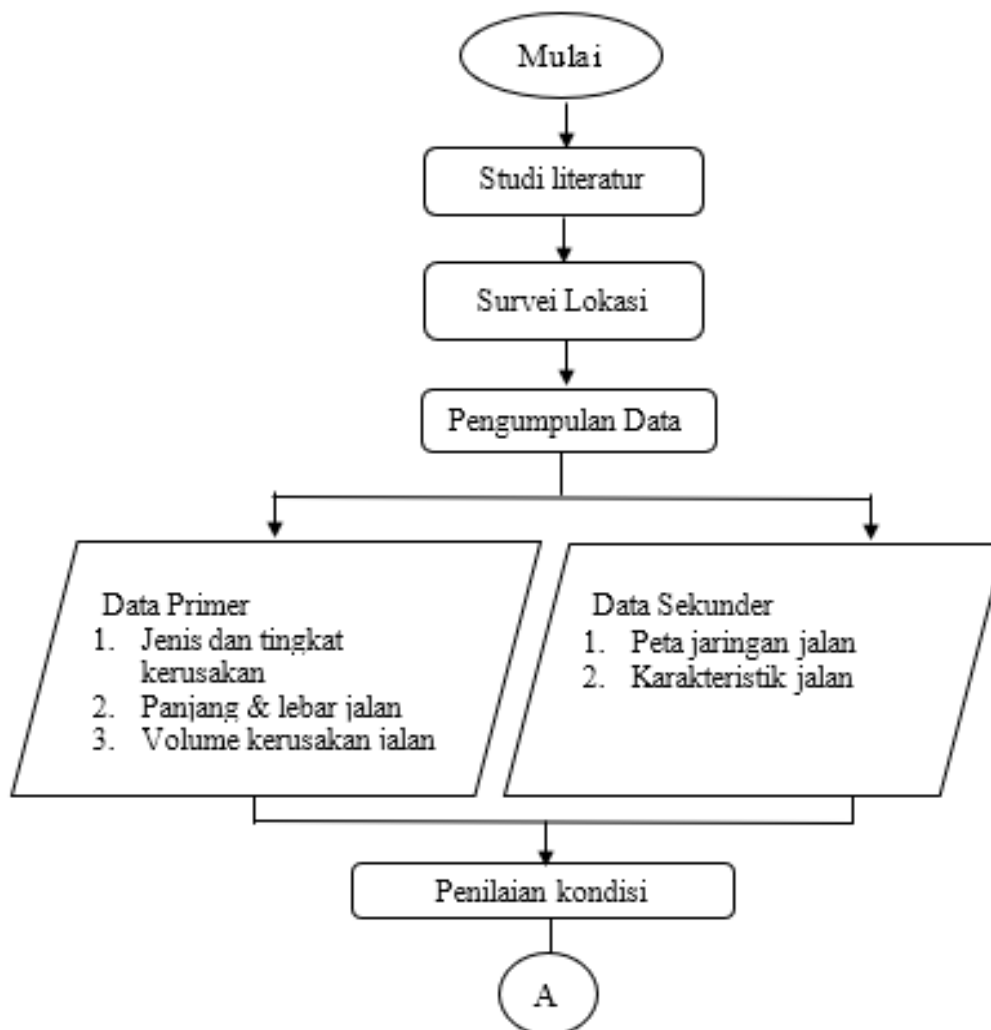 Mulai
Studi literatur
Survei Lokasi
Pengumpulan Data
Data Primer
1. Jenis dan tingkat
kerusakan
2. Panjang & lebar jalan
3. Volume kerusakan jalan
Data Sekunder
1. Peta jaringan jalan
2. Karakteristik jalan
Penilaian kondisi
A